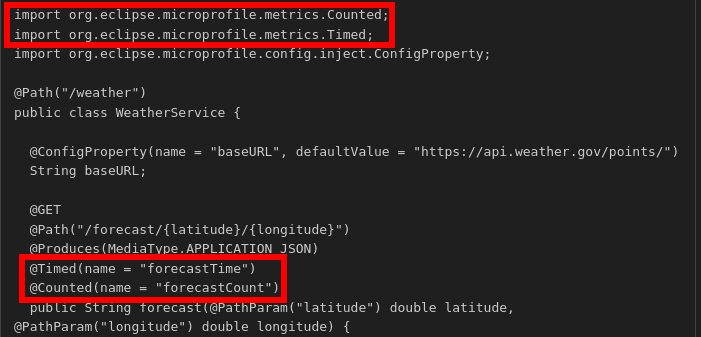 import org.eclipse.microprofile.metrics.Counted;
import org.eclipse.microprofile.metrics.Timed;
import org.eclipse.microprofile.config.inject.ConfigProperty;
@Path("/weather")
public class WeatherService {
@ConfigProperty(name = "baseURL", defaultValue = "https://api.weather.gov/points/")
String baseURL;
@GET
@Path("/forecast/{latitude}/{longitude}")
@Produces(MediaType.APPLICATION_JSON)
@Timed(name = "forecastTime")
@Counted(name = "forecastCount")
public String forecast(@PathParam("latitude") double latitude,
@PathParam("longitude") double longitude) {